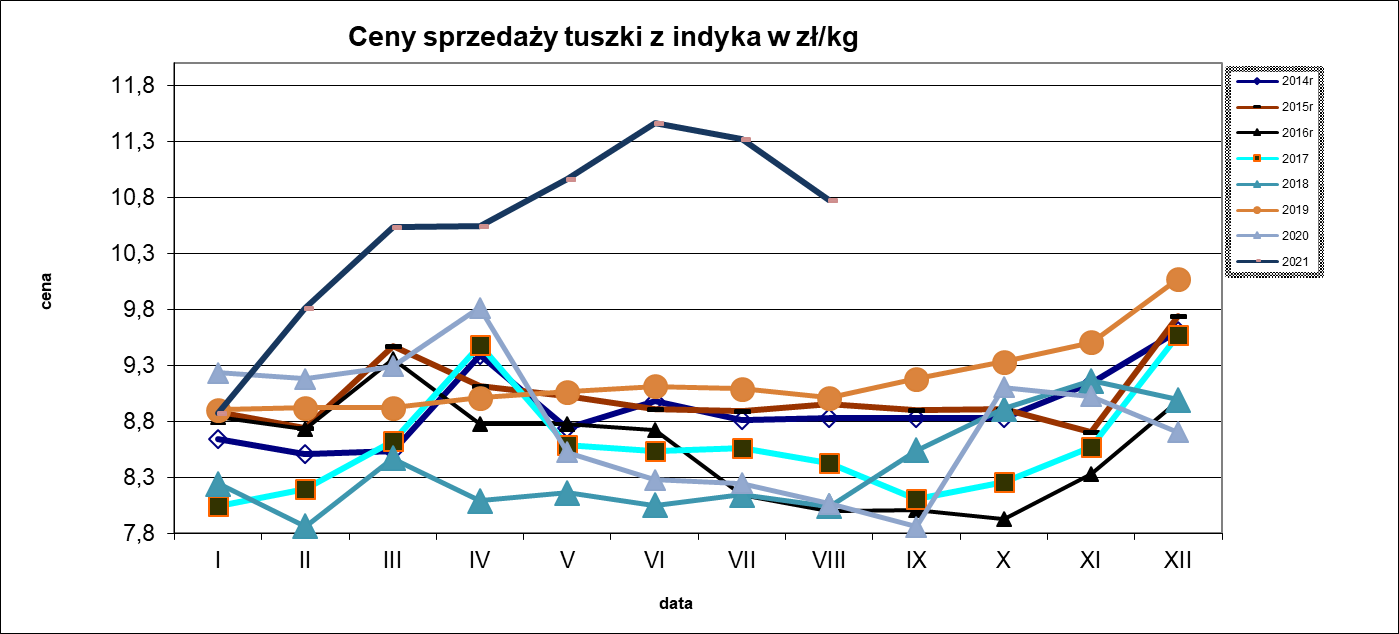 Ceny sprzedaży tuszki z indyka w zł/kg
11,8
11,3
10,8
10,3
9,8
9,3
8,8
8,3
7,8
cena
I II III IV V VI VII VIII IX X XI XII
data
2014r
2015r
2016r
2017
2018
2019
2020
2021